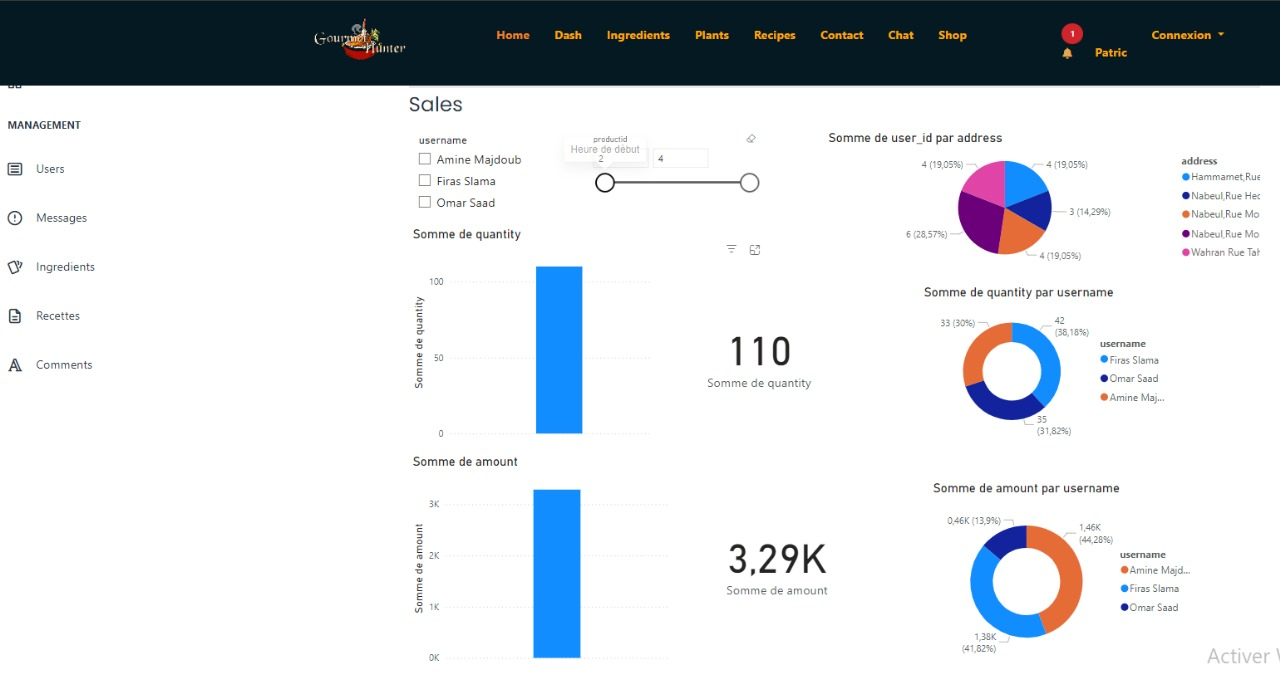 Gourmet Hunter
Home Dash Ingredients Plants Recipes Contact Chat Shop
1
Patric
Connexion
MANAGEMENT
Users
Messages
Ingredients
Recettes
Comments
Sales
username
Amine Majdoub
Firas Slama
Omar Saad
productid
Heure de début
2
4
Somme de quantity
Somme de quantity
100
50
0
110
Somme de quantity
Somme de amount
Somme de amount
3K
2K
1K
0K
3,29K
Somme de amount
Somme de user_id par address
4 (19,05%)
4 (19,05%)
3 (14,29%)
6 (28,57%)
4 (19,05%)
address
Hammamet,Rue
Nabeul,Rue Hec
Nabeul,Rue Mo
Nabeul,Rue Mo
Wahran Rue Tah
Somme de quantity par username
33 (30%)
42
(38,18%)
35
(31,82%)
username
Firas Slama
Omar Saad
Amine Maj...
Somme de amount par username
0,46K (13,9%)
1,46K
(44,28%)
1,38K
(41,82%)
username
Amine Majd...
Firas Slama
Omar Saad
Activer